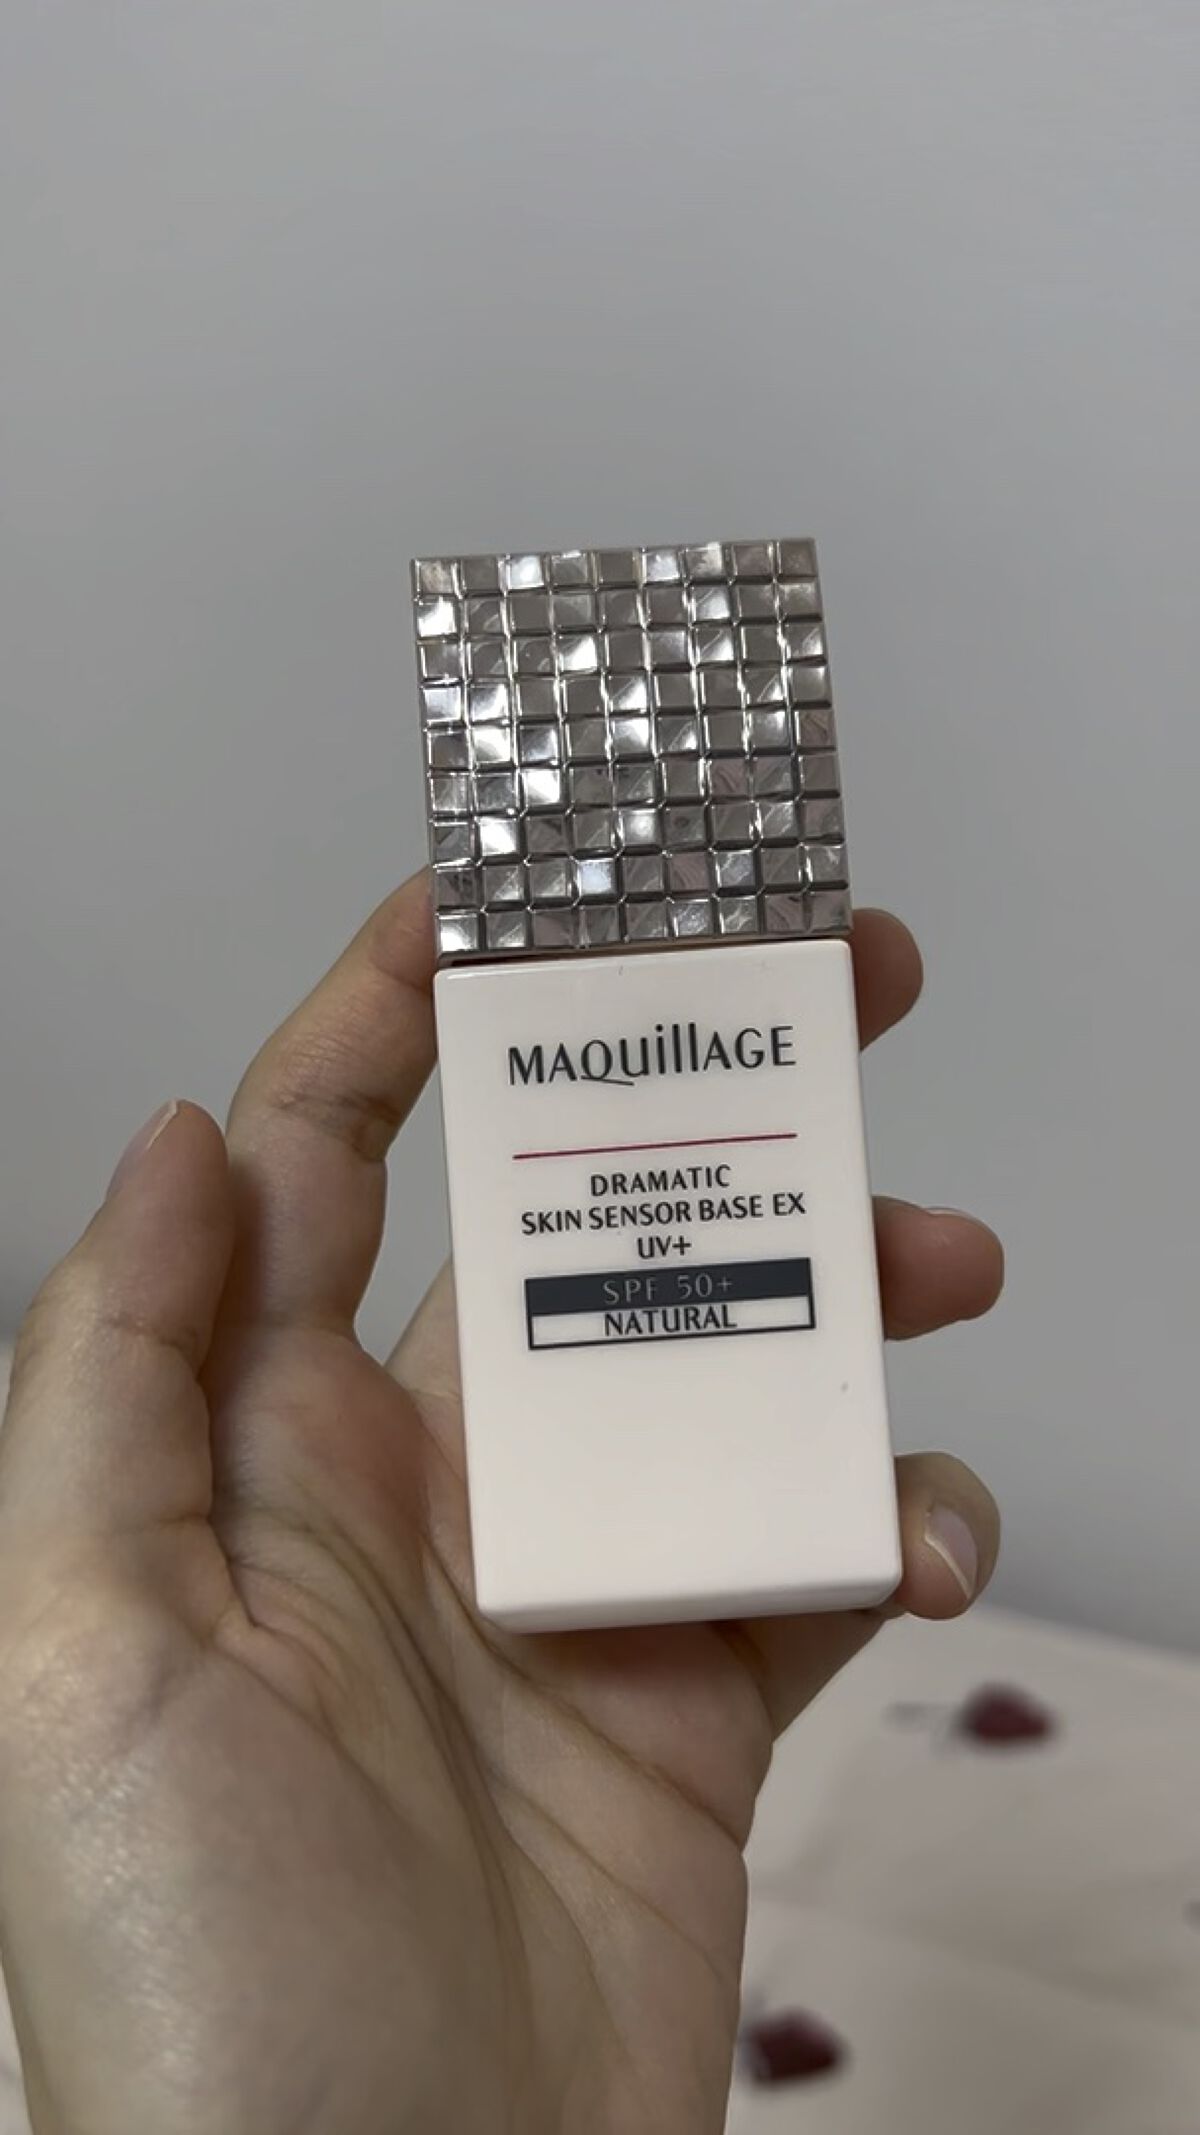 MAQuillAGE
DRAMATIC
SKIN SENSOR BASE EX
UV+
SPF 50+
NATURAL